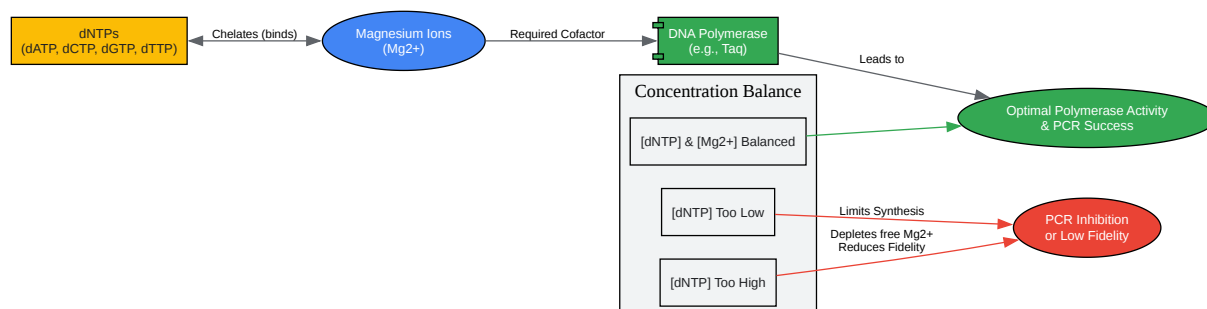 dNTPs
(dATP, dCTP, dGTP, dTTP)
Chelates (binds)
Magnesium Ions
(Mg2+)
Required Cofactor
DNA Polymerase
(e.g., Taq)
Leads to
Concentration Balance
Optimal Polymerase Activity
& PCR Success
[dNTP] & [Mg2+] Balanced
[dNTP] Too Low
Limits Synthesis
PCR Inhibition
or Low Fidelity
Depletes free Mg2+
Reduces Fidelity
[dNTP] Too High